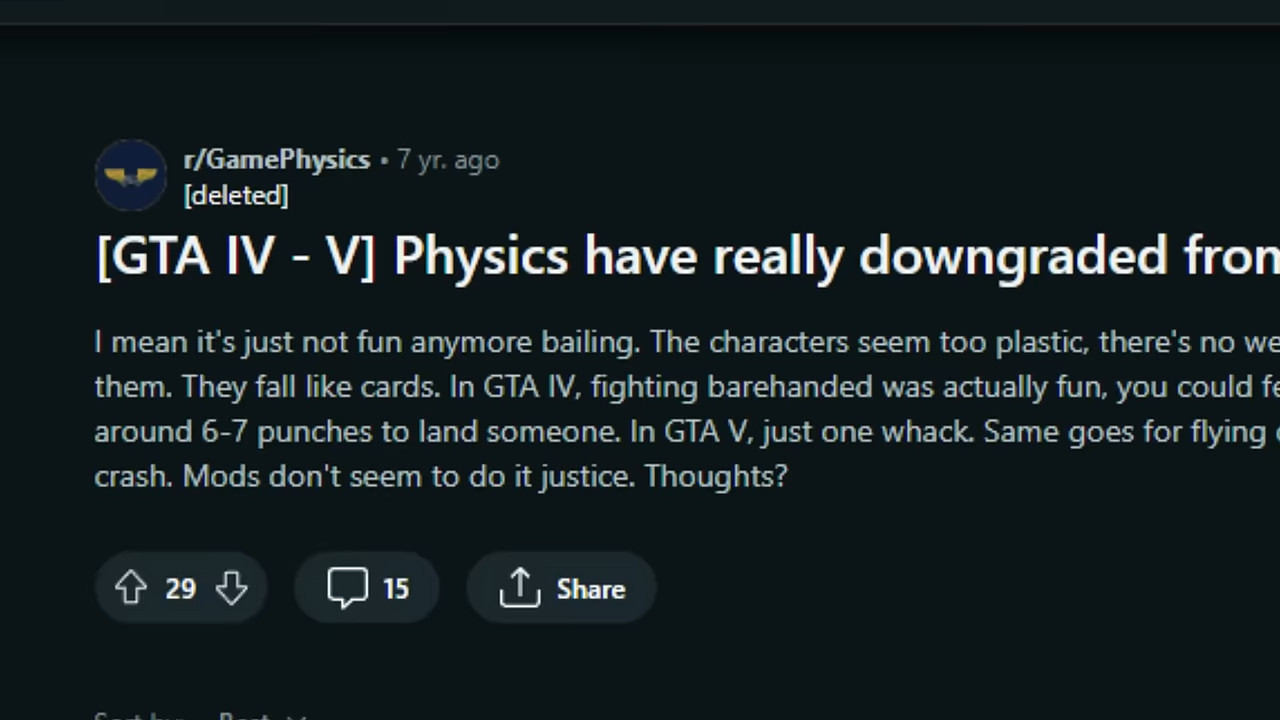 r/GamePhysics • 7 yr. ago
[deleted]
[GTA IV - V] Physics have really downgraded from
I mean it's just not fun anymore bailing. The characters seem too plastic, there's no we
them. They fall like cards. In GTA IV, fighting barehanded was actually fun, you could fe
around 6-7 punches to land someone. In GTA V, just one whack. Same goes for flying
crash. Mods don't seem to do it justice. Thoughts?
29 15 Share
Sort by: Best